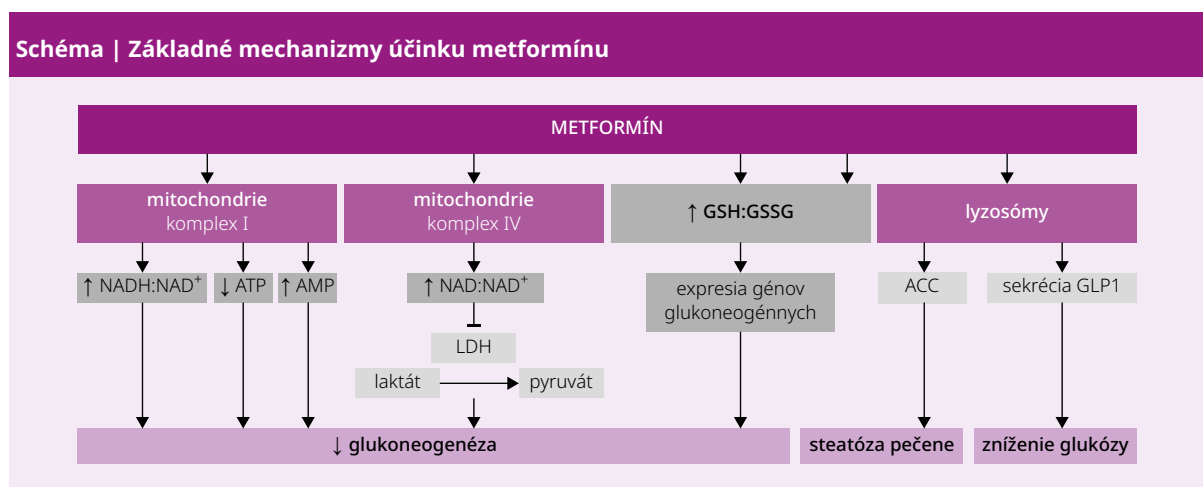 Schéma | Základné mechanizmy účinku metformínu
METFORMÍN
mitochondrie
komplex I
mitochondrie
komplex IV
↑ GSH:GSSG
lyzosómy
↑ NADH:NAD⁺
↓ ATP
↑ AMP
↑ NAD:NAD⁺
expresia génov
glukoneogénnych
ACC
sekrécia GLP1
LDH
laktát
pyruvát
↓ glukoneogenéza
steatóza pečene
zníženie glukózy